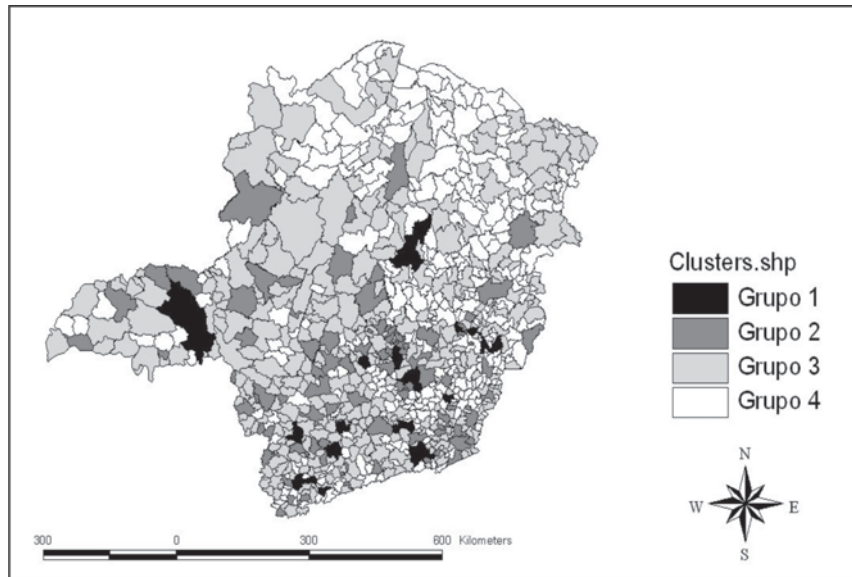 Clusters.shp
Grupo 1
Grupo 2
Grupo 3
Grupo 4
N
W E
S
300 0 300 600 Kilometers